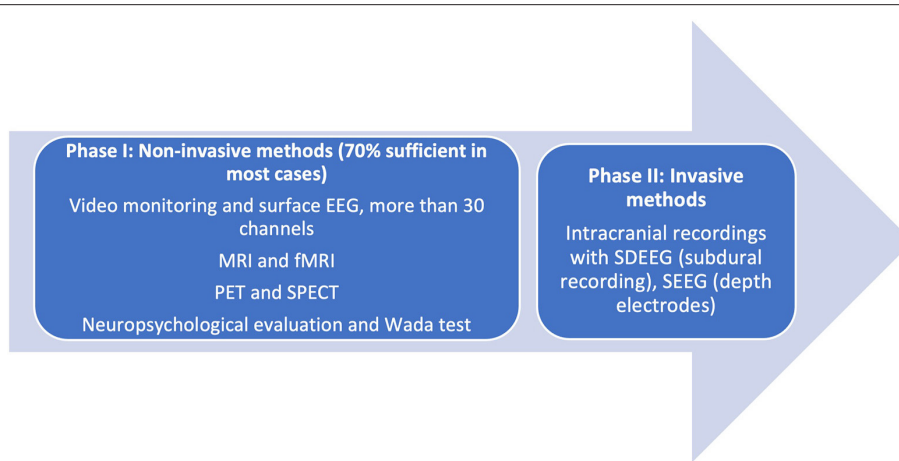 Phase I: Non-invasive methods (70% sufficient in
most cases)
Video monitoring and surface EEG, more than 30
channels
MRI and fMRI
PET and SPECT
Neuropsychological evaluation and Wada test
Phase II: Invasive
methods
Intracranial recordings
with SDEEG (subdural
recording), SEEG (depth
electrodes)